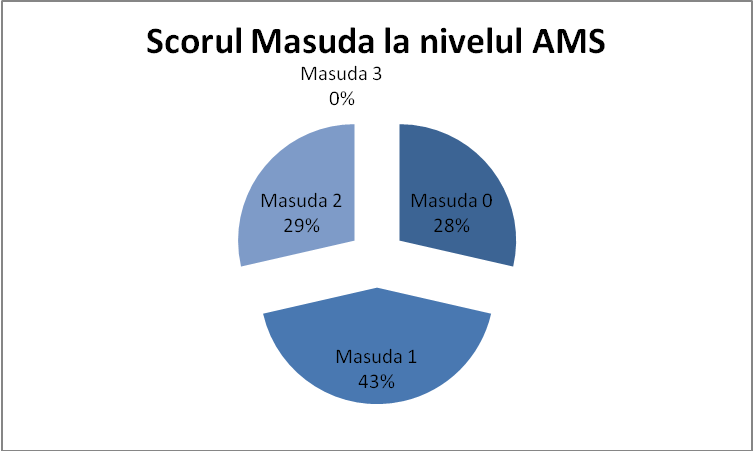 Scorul Masuda la nivelul AMS
Masuda 3
0%
Masuda 2
29%
Masuda 0
28%
Masuda 1
43%